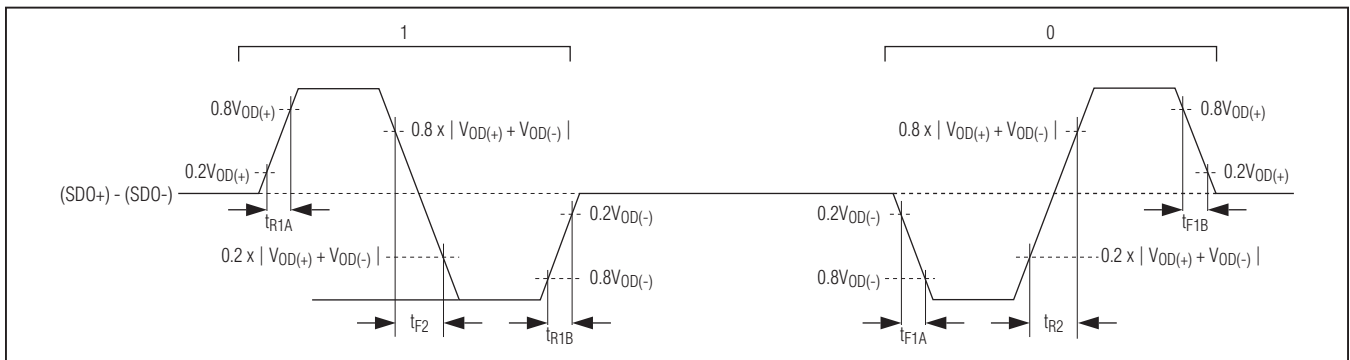 1
0
0.8VOD(+)
0.8 x | VOD(+) + VOD(-) |
0.8 x | VOD(+) + VOD(-) |
0.8VOD(+)
0.2VOD(+)
0.2VOD(+)
(SDO+) - (SDO-)
tR1A
0.2VOD(-)
0.2VOD(-)
tF1B
0.2 x | VOD(+) + VOD(-) |
0.8VOD(-)
0.8VOD(-)
0.2 x | VOD(+) + VOD(-) |
tF2
tR1B
tF1A
tR2